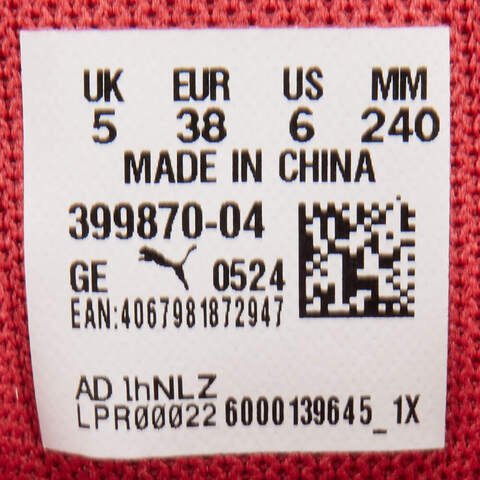 UK EUR US MM
5 38 6 240
MADE IN CHINA
399870-04
GE 0524
EAN:4067981872947
AD 1hNLZ
LPR00022 6000139645_1X